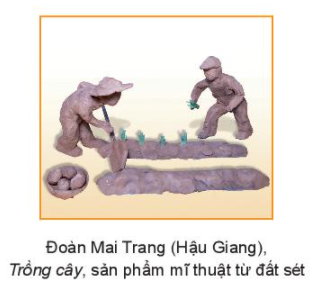 Đoàn Mai Trang (Hậu Giang),
Trồng cây, sản phẩm mĩ thuật từ đất sét